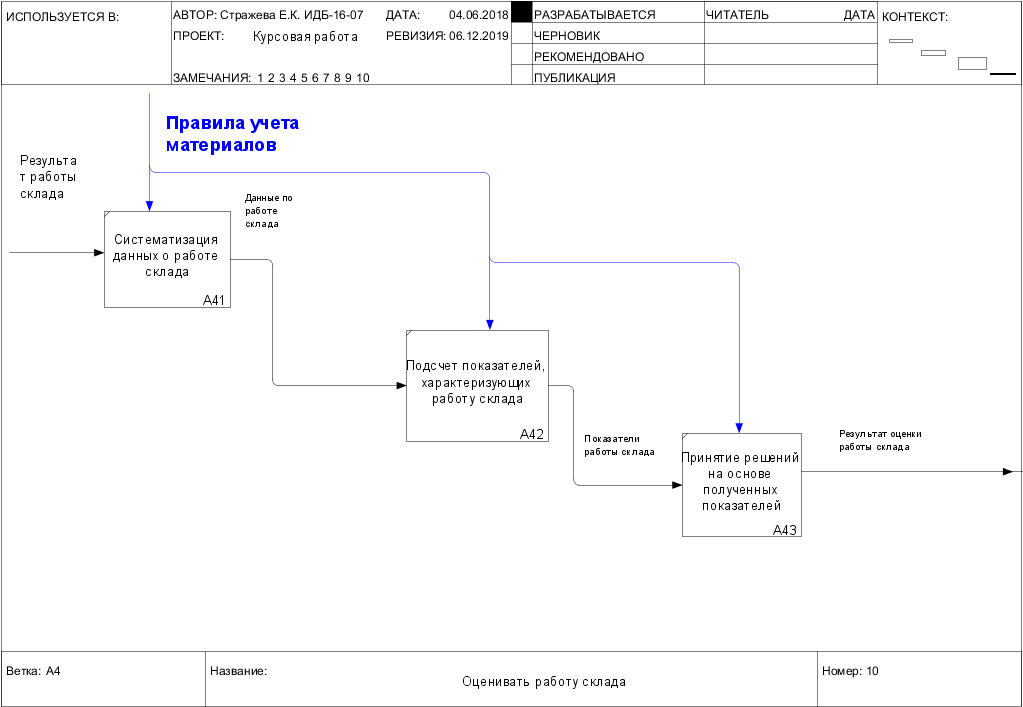 ИСПОЛЬЗУЕТСЯ В:
АВТОР: Стражева Е.К. ИДБ-16-07
ДАТА: 04.06.2018
ПРОЕКТ: Курсовая работа
РЕВИЗИЯ: 06.12.2019
ЗАМЕЧАНИЯ: 1 2 3 4 5 6 7 8 9 10
РАЗРАБАТЫВАЕТСЯ
ЧЕРНОВИК
РЕКОМЕНДОВАНО
ПУБЛИКАЦИЯ
ЧИТАТЕЛЬ ДАТА
КОНТЕКСТ:
Правила учета
материалов
Результа
т работы
склада
Данные по
работе
склада
Систематизация
данных о работе
склада
A41
Подсчет показателей,
характеризующих
работу склада
A42
Показатели
работы склада
Принятие решений
на основе
полученных
показателей
A43
Результат оценки
работы склада
Ветка: A4
Название:
Оценивать работу склада
Номер: 10